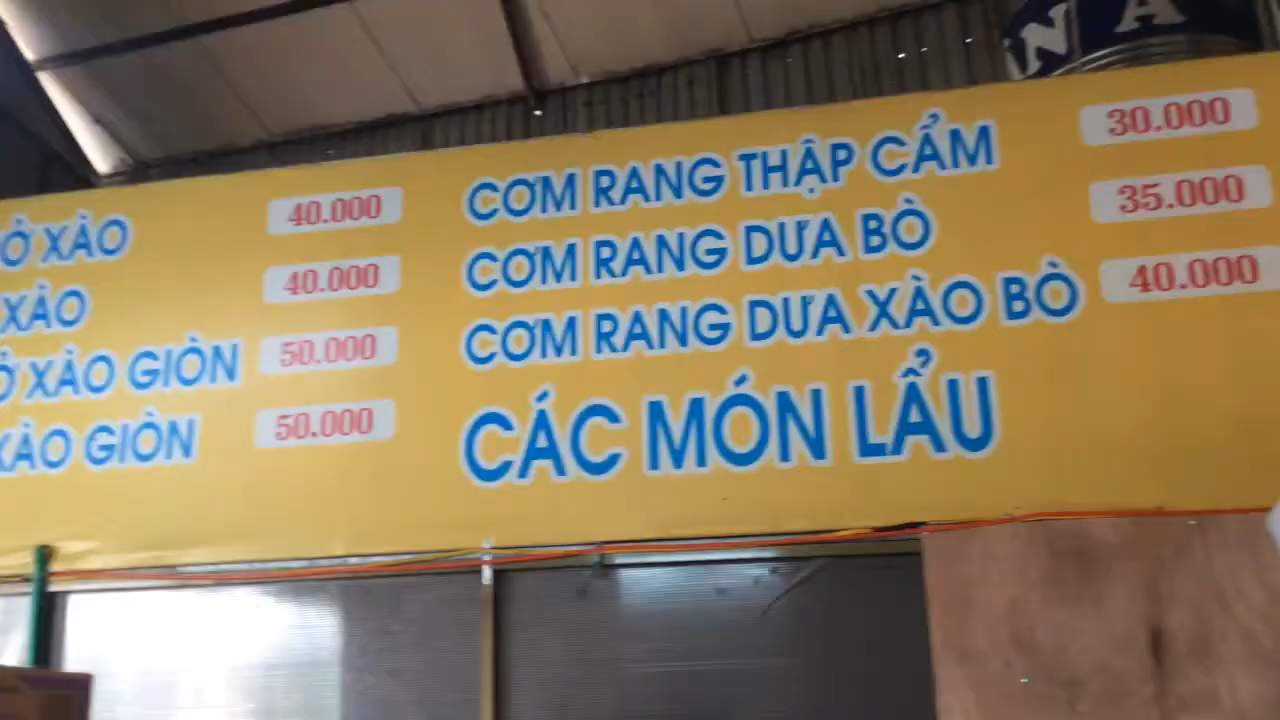 NA
XÀO 40.000
XÀO 40.000
XÀO GIÒN 50.000
XÀO GIÒN 50.000
CƠM RANG THẬP CẨM 30.000
CƠM RANG DƯA BÒ 35.000
CƠM RANG DƯA XÀO BÒ 40.000
CÁC MÓN LẨU